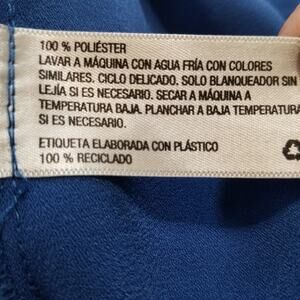 100 % POLIÉSTER
LAVAR A MÁQUINA CON AGUA FRÍA CON COLORES
SIMILARES. CICLO DELICADO. SOLO BLANQUEADOR SIN
LEJÍA SI ES NECESARIO. SECAR A MÁQUINA A
TEMPERATURA BAJA. PLANCHAR A BAJA TEMPERATURA
SI ES NECESARIO.
ETIQUETA ELABORADA CON PLÁSTICO
100 % RECICLADO